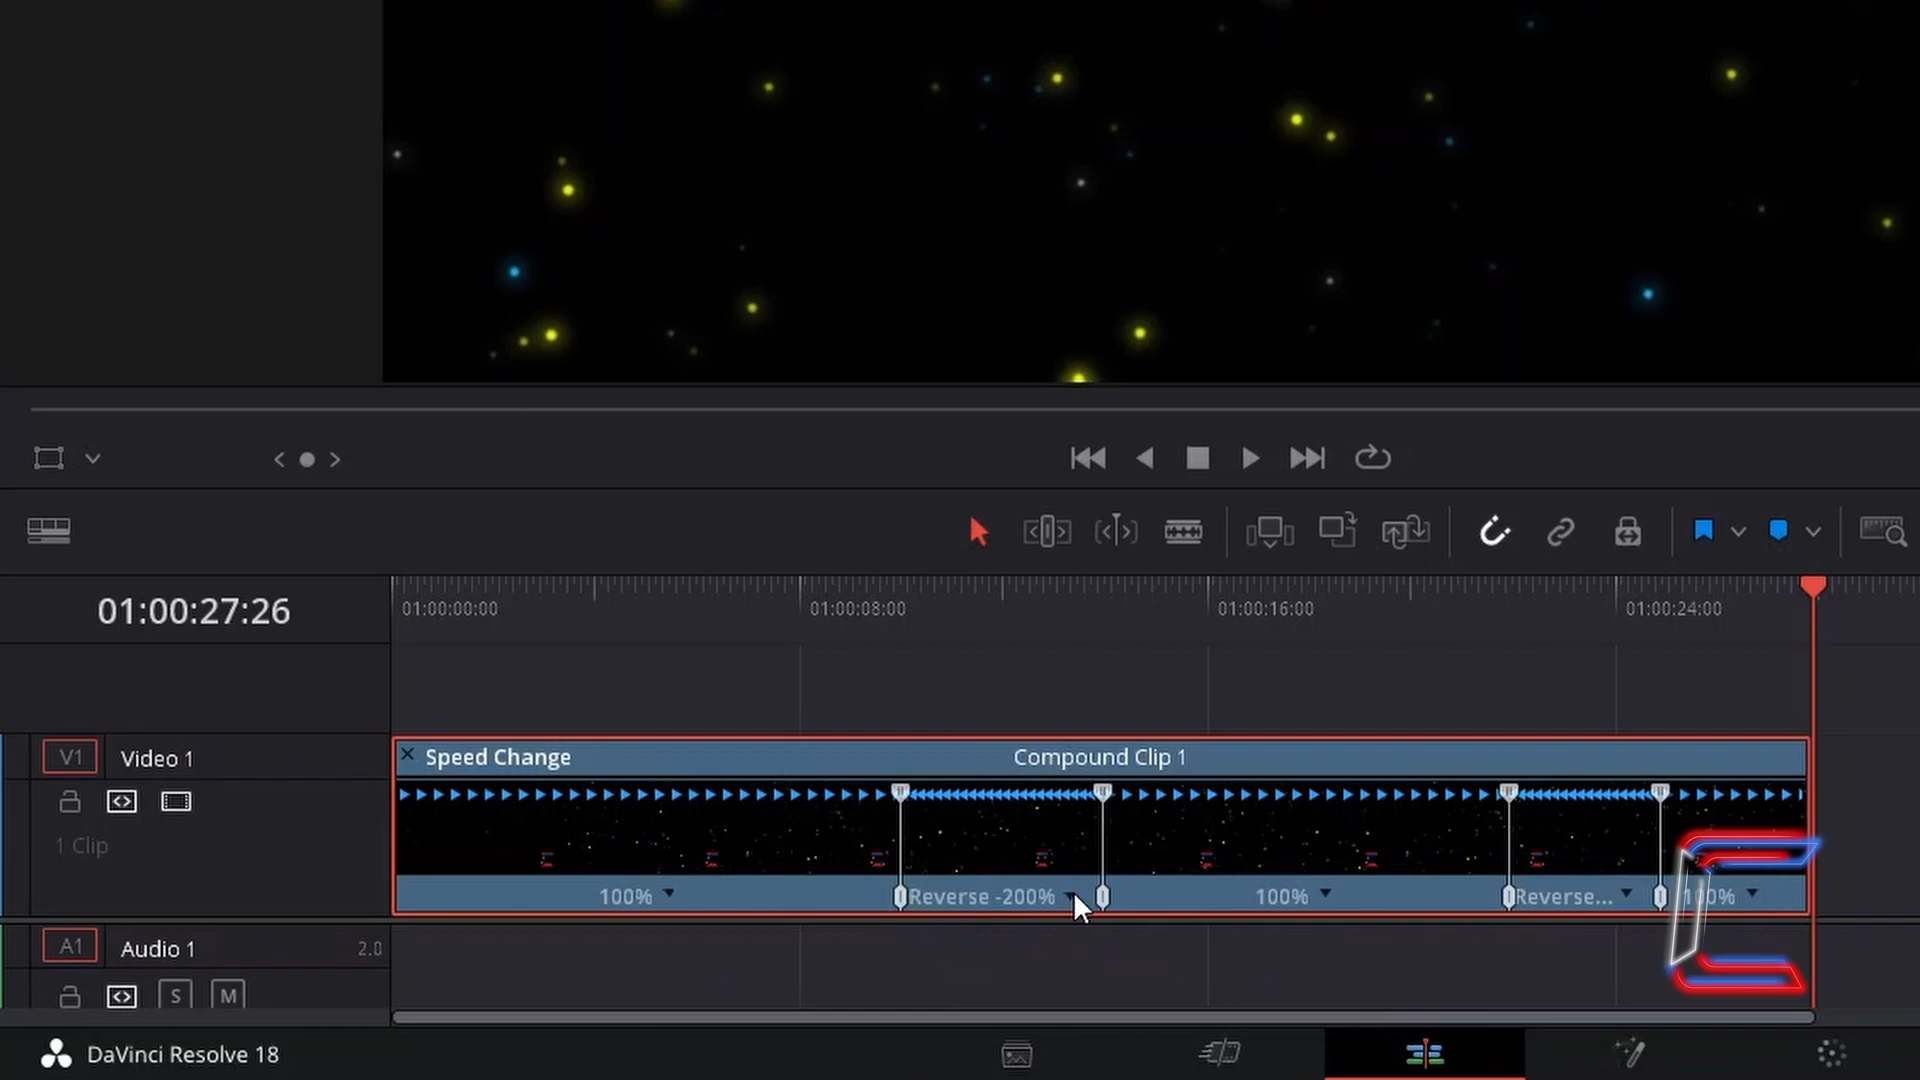 01:00:27:26
01:00:00:00
01:00:08:00
01:00:16:00
01:00:24:00
V1 Video 1
Speed Change
Compound Clip 1
1 Clip
100%
Reverse -200%
100%
Reverse...
100%
A1 Audio 1 2.0
S M
DaVinci Resolve 18